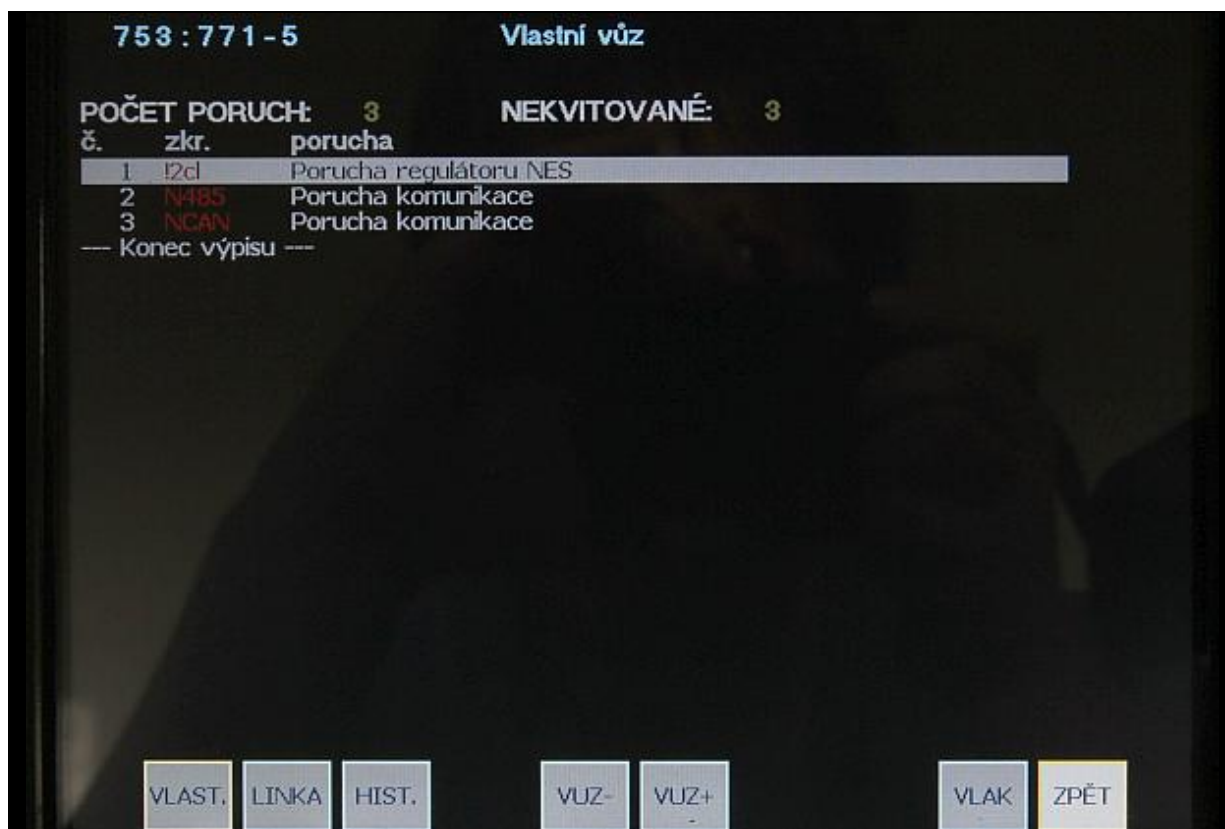 753:771-5 Vlastní vůz
POČET PORUCH: 3 NEKVITOVANÉ: 3
č. zkr. porucha
1 !2cl Porucha regulátoru NES
2 N485 Porucha komunikace
3 NCAN Porucha komunikace
--- Konec výpisu ---
VLAST. LINKA HIST. VUZ- VUZ+ VLAK ZPĚT